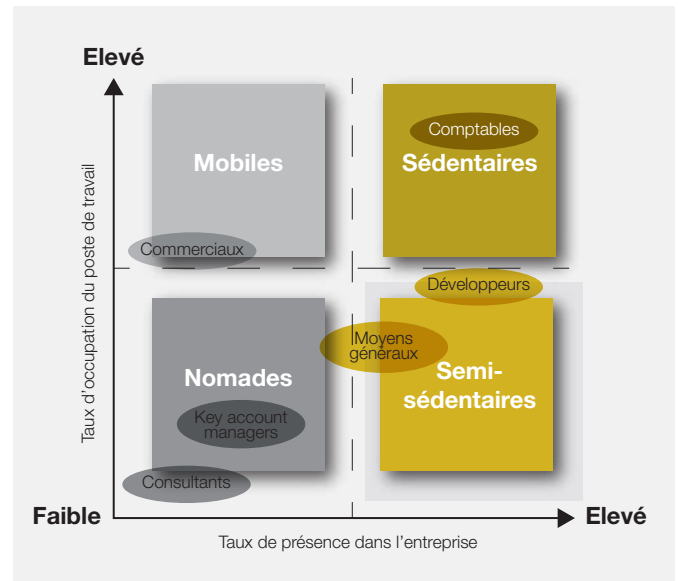 Elevé
Taux d'occupation du poste de travail
Mobiles
Comptables
Sédentaires
Commerciaux
Développeurs
Moyens
généraux
Nomades
Semi-
sédentaires
Key account
managers
Consultants
Faible
Elevé
Taux de présence dans l'entreprise